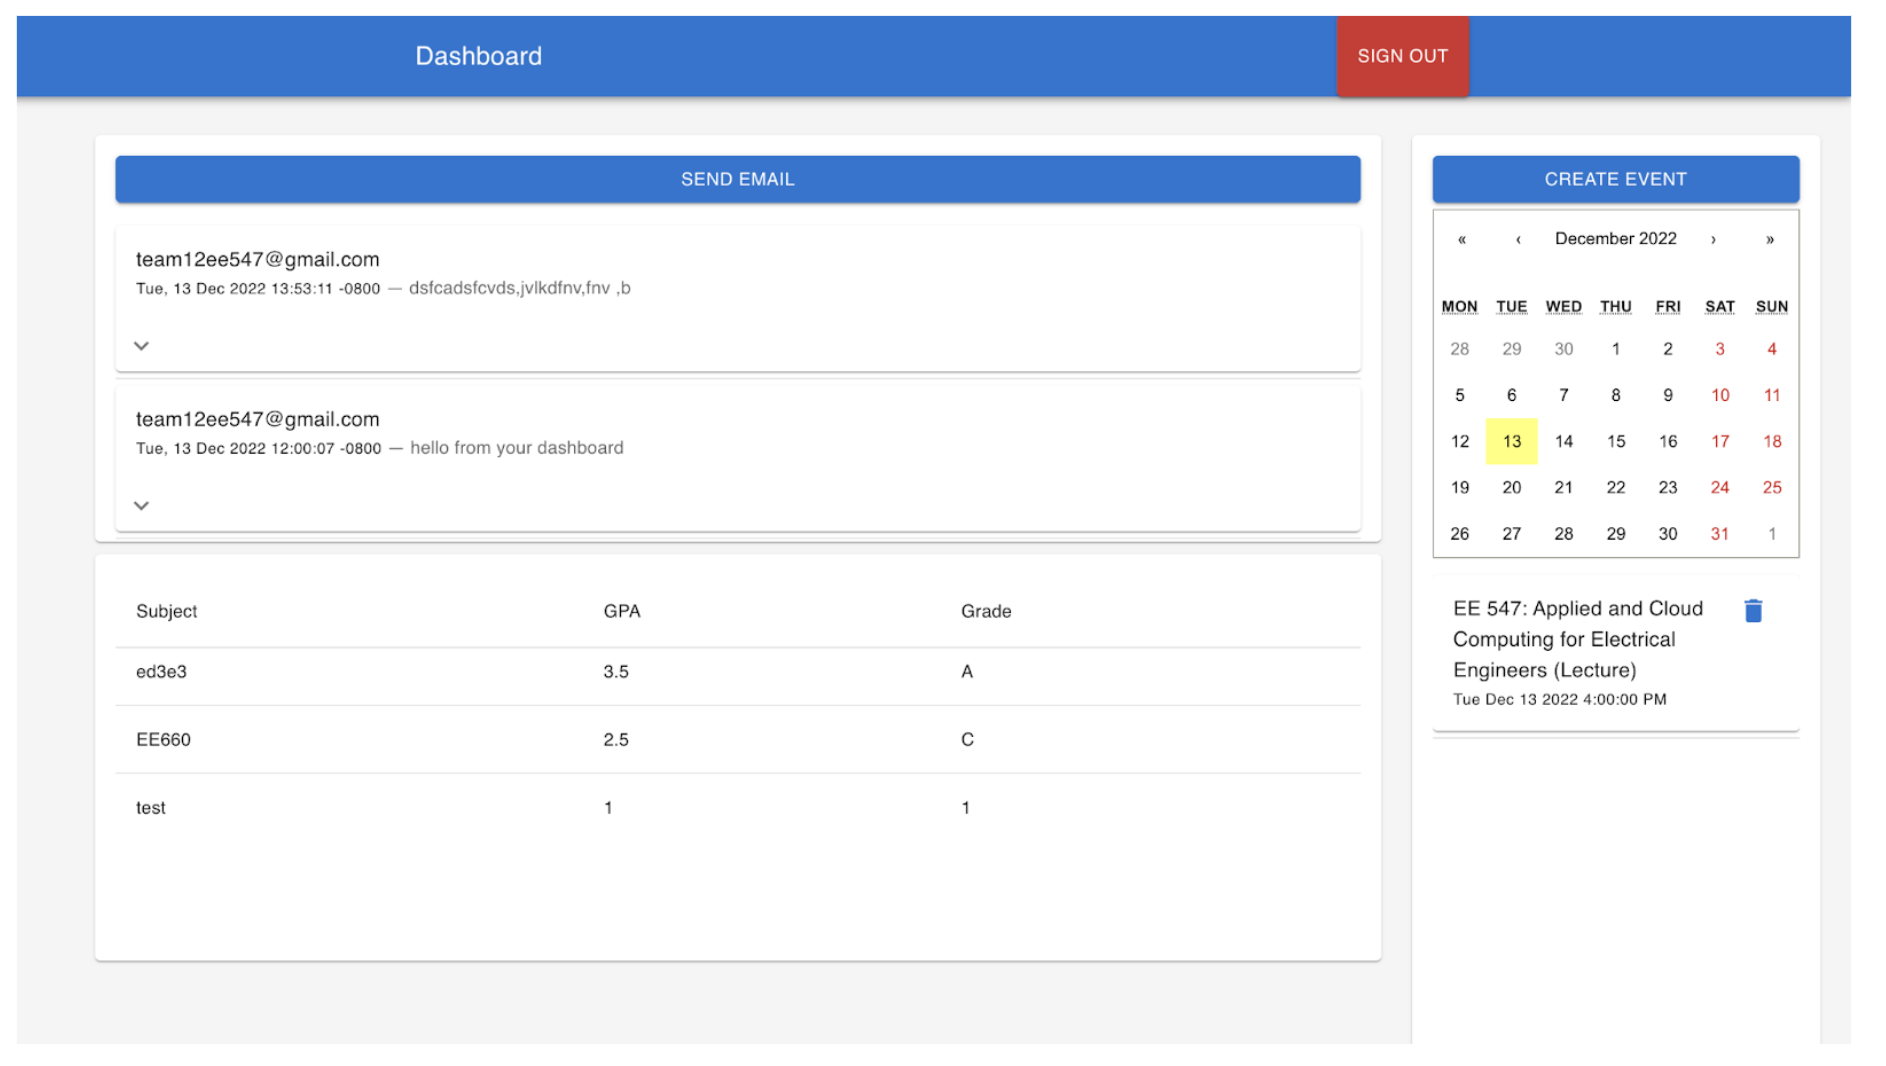 Dashboard
SIGN OUT
SEND EMAIL
team12ee547@gmail.com
Tue, 13 Dec 2022 13:53:11 -0800 — dsfcadsfcvds,jvlkdfnv,fnv ,b
team12ee547@gmail.com
Tue, 13 Dec 2022 12:00:07 -0800 — hello from your dashboard
Subject GPA Grade
ed3e3 3.5 A
EE660 2.5 C
test 1 1
CREATE EVENT
« ‹ December 2022 › »
MON TUE WED THU FRI SAT SUN
28 29 30 1 2 3 4
5 6 7 8 9 10 11
12 13 14 15 16 17 18
19 20 21 22 23 24 25
26 27 28 29 30 31 1
EE 547: Applied and Cloud
Computing for Electrical
Engineers (Lecture)
Tue Dec 13 2022 4:00:00 PM